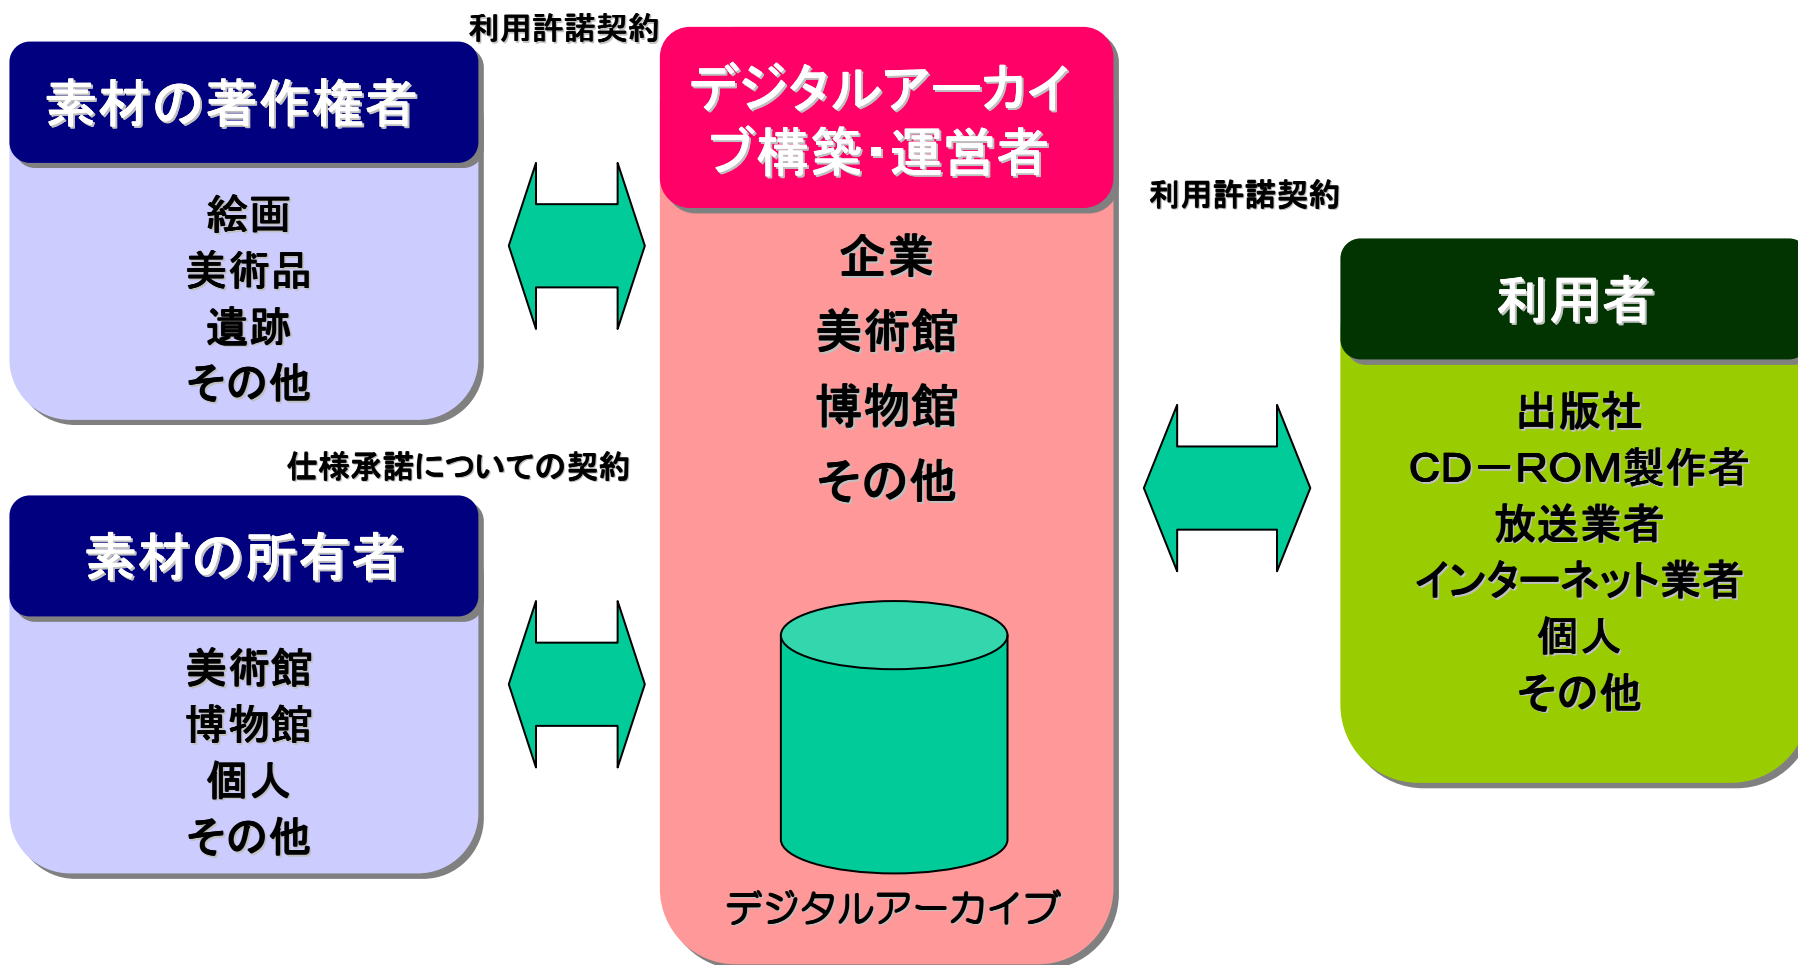 利用許諾契約
素材の著作権者
絵画
美術品
遺跡
その他
仕様承諾についての契約
素材の所有者
美術館
博物館
個人
その他
デジタルアーカイ
ブ構築・運営者
企業
美術館
博物館
その他
デジタルアーカイブ
利用許諾契約
利用者
出版社
CD－ROM製作者
放送業者
インターネット業者
個人
その他